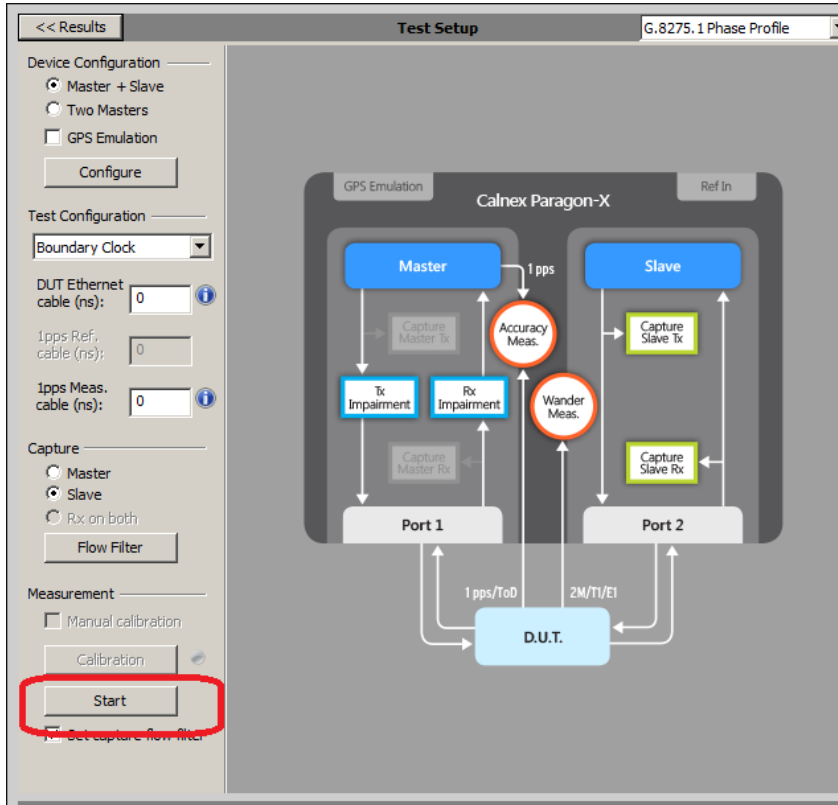 << Results
Test Setup
G.8275.1 Phase Profile
Device Configuration
Master + Slave
Two Masters
GPS Emulation
Configure
Test Configuration
Boundary Clock
DUT Ethernet
cable (ns):
0
1pps Ref.
cable (ns):
0
1pps Meas.
cable (ns):
0
Capture
Master
Slave
Rx on both
Flow Filter
Measurement
Manual calibration
Calibration
Start
Set capture flow filter
GPS Emulation
Ref In
Calnex Paragon-X
Master
1 pps
Slave
Capture
Master Tx
Accuracy
Meas.
Capture
Slave Tx
Tx
Impairment
Rx
Impairment
Wander
Meas.
Capture
Master Rx
Capture
Slave Rx
Port 1
Port 2
1 pps/ToD
2M/T1/E1
D.U.T.